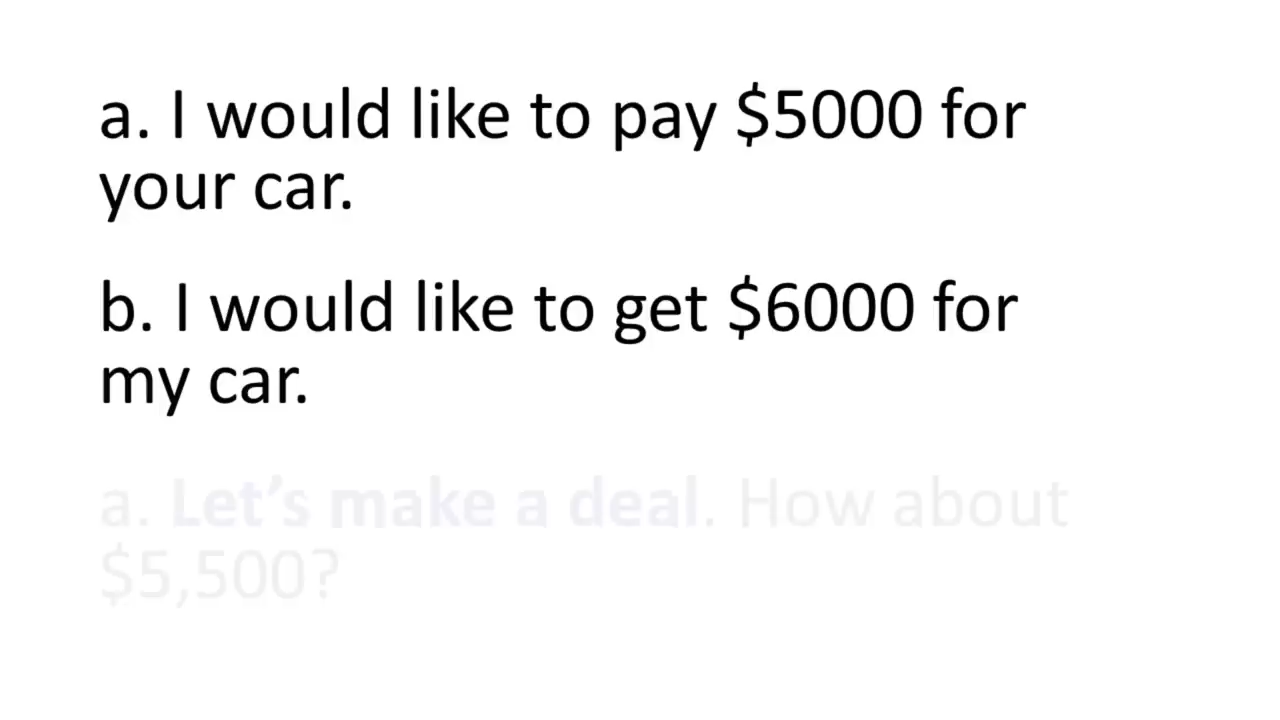 a. I would like to pay $5000 for
your car.
b. I would like to get $6000 for
my car.
a. Let’s make a deal. How about
$5,500?